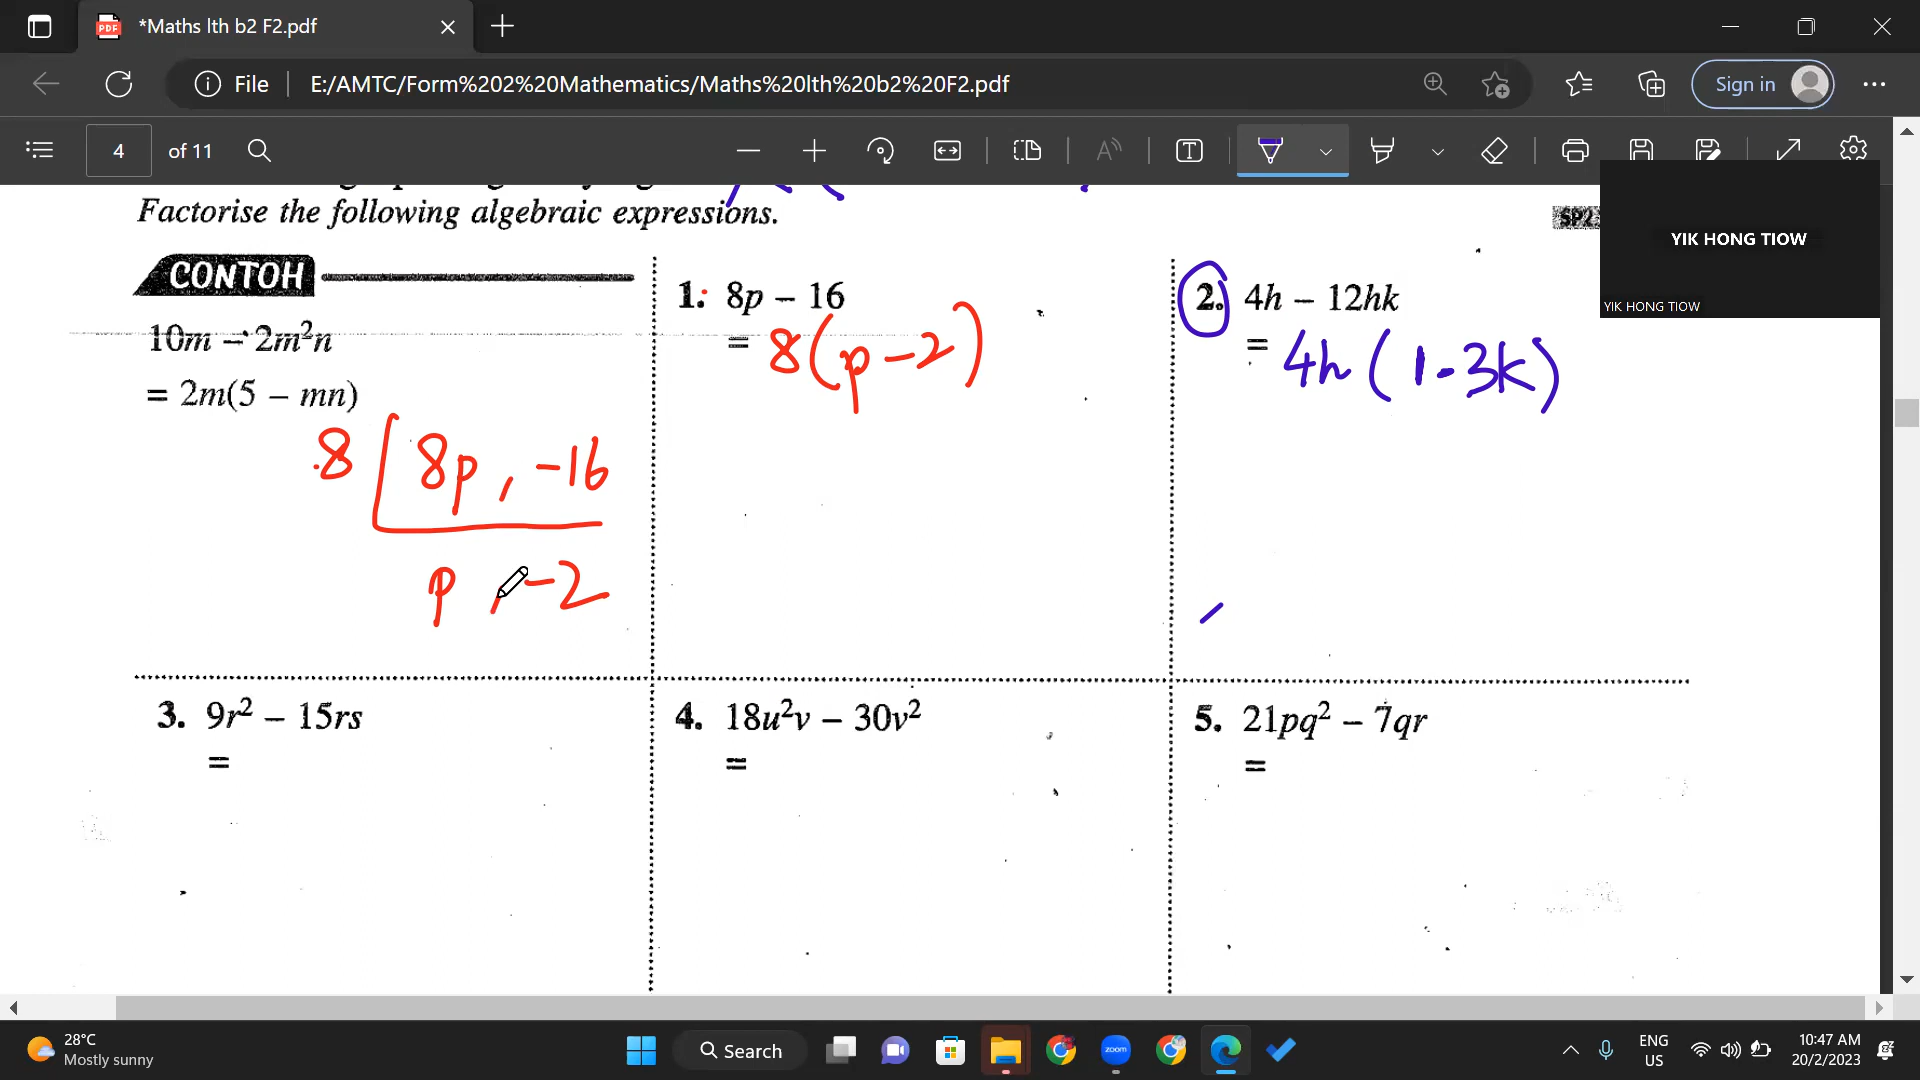 *Maths lth b2 F2.pdf
File
E:/AMTC/Form%202%20Mathematics/Maths%20lth%20b2%20F2.pdf
Sign in
4 of 11
Factorise the following algebraic expressions.
YIK HONG TIOW
YIK HONG TIOW
CONTOH
10m – 2m²n
= 2m(5 – mn)
8 8p, -16
p, -2
1. 8p – 16
= 8(p-2)
2. 4h – 12hk
= 4h(1-3k)
3. 9r² – 15rs
=
4. 18u²v – 30v²
=
5. 21pq² – 7qr
=
28°C
Mostly sunny
Search
zoom
ENG
US
10:47 AM
20/2/2023